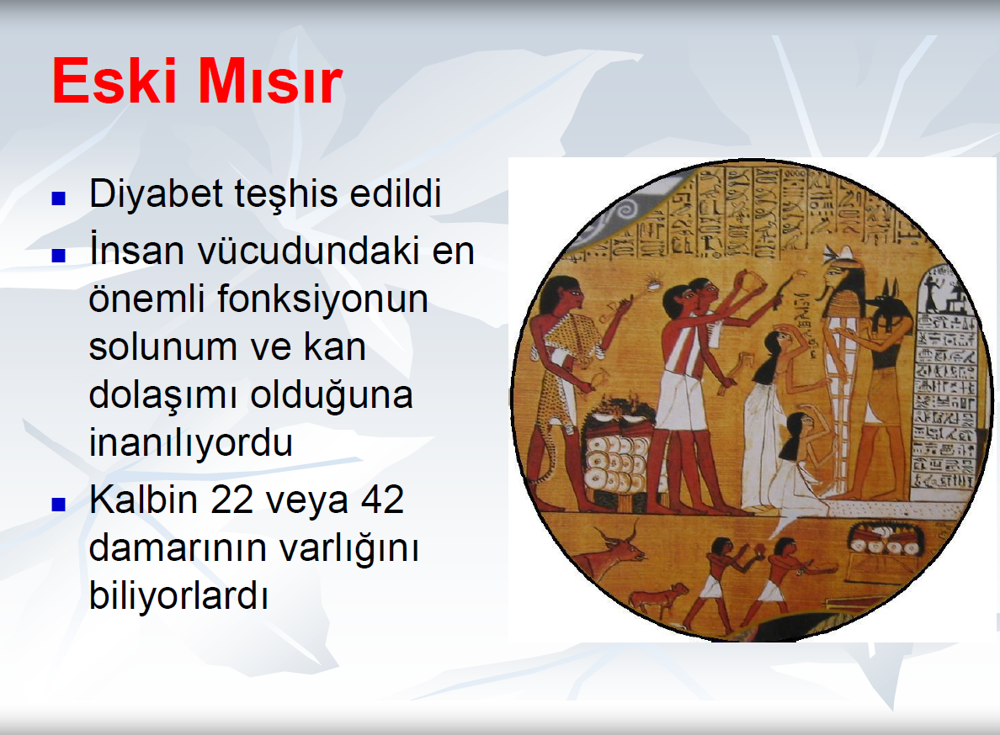 Eski Mısır
Diyabet teşhis edildi
İnsan vücudundaki en
önemli fonksiyonun
solunum ve kan
dolaşımı olduğuna
inanılıyordu
Kalbin 22 veya 42
damarının varlığını
biliyorlardı